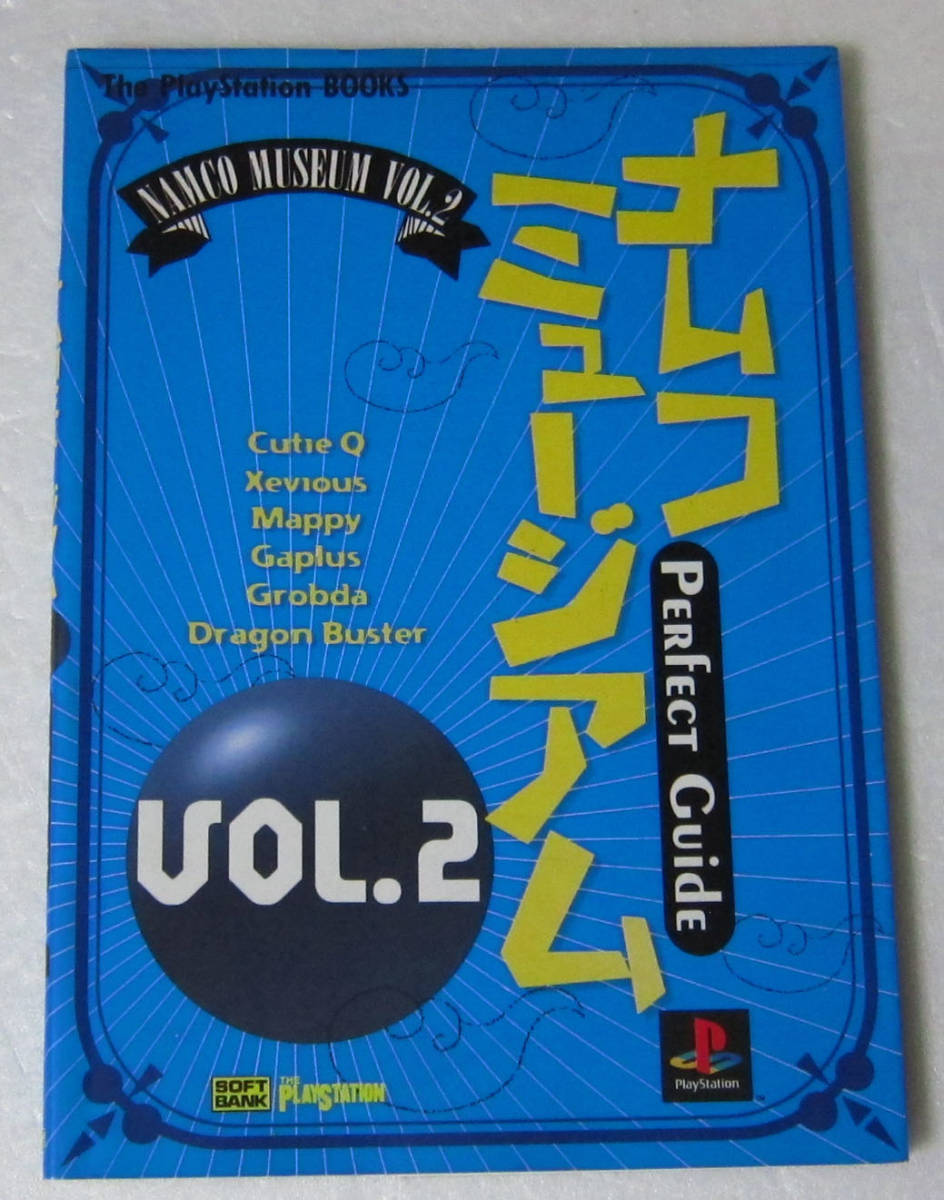 The PlayStation BOOKS
NAMCO MUSEUM VOL.2
ナムコ
ミュージアム
PERFECT GUIDE
Cutie Q
Xevious
Mappy
Gaplus
Grobda
Dragon Buster
VOL.2
SOFT
BANK
THE
PLAYSTATION
PlayStation